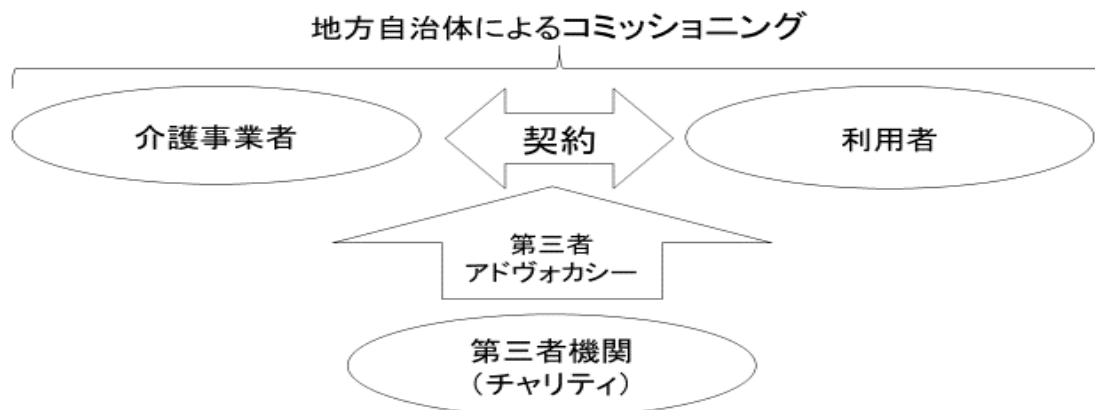 地方自治体によるコミッショニング
介護事業者
契約
利用者
第三者
アドヴォカシー
第三者機関
(チャリティ)